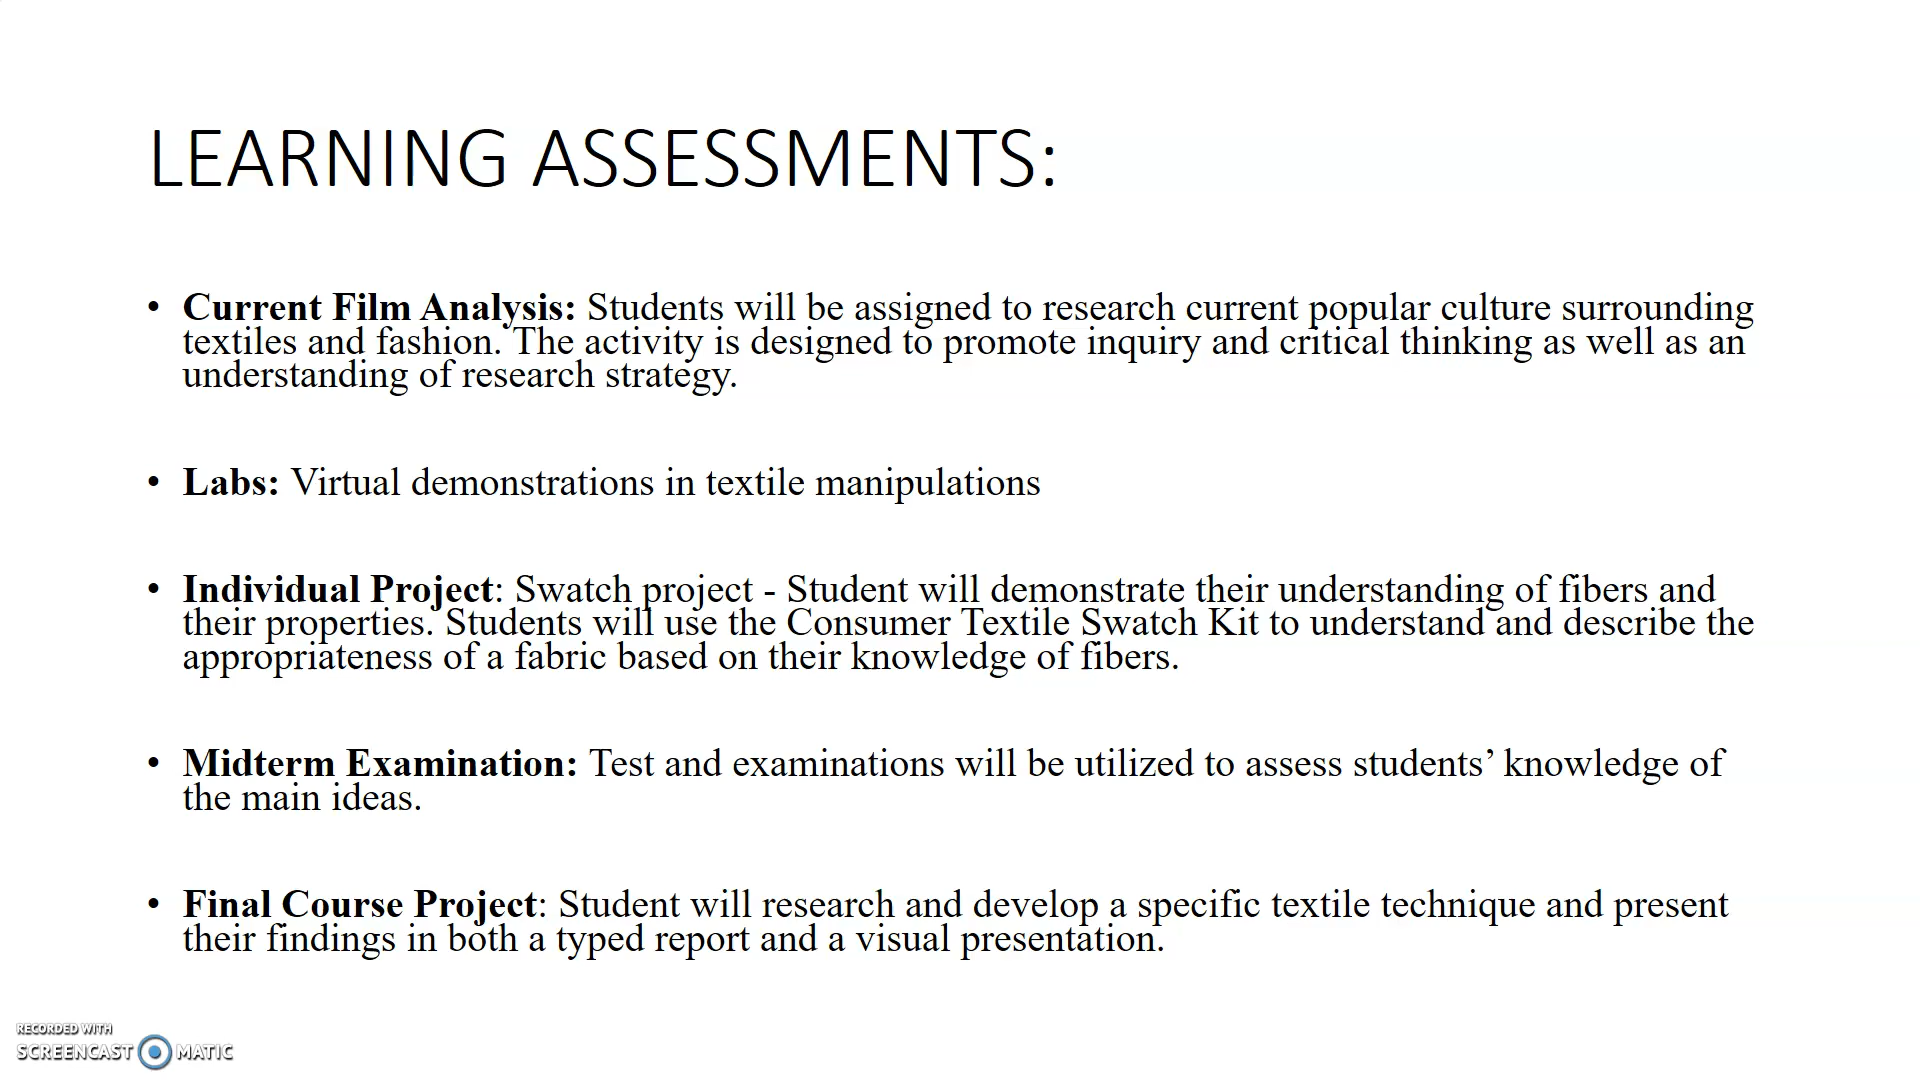 LEARNING ASSESSMENTS:
• Current Film Analysis: Students will be assigned to research current popular culture surrounding
textiles and fashion. The activity is designed to promote inquiry and critical thinking as well as an
understanding of research strategy.
• Labs: Virtual demonstrations in textile manipulations
• Individual Project: Swatch project - Student will demonstrate their understanding of fibers and
their properties. Students will use the Consumer Textile Swatch Kit to understand and describe the
appropriateness of a fabric based on their knowledge of fibers.
• Midterm Examination: Test and examinations will be utilized to assess students’ knowledge of
the main ideas.
• Final Course Project: Student will research and develop a specific textile technique and present
their findings in both a typed report and a visual presentation.
RECORDED WITH
SCREENCAST MATIC